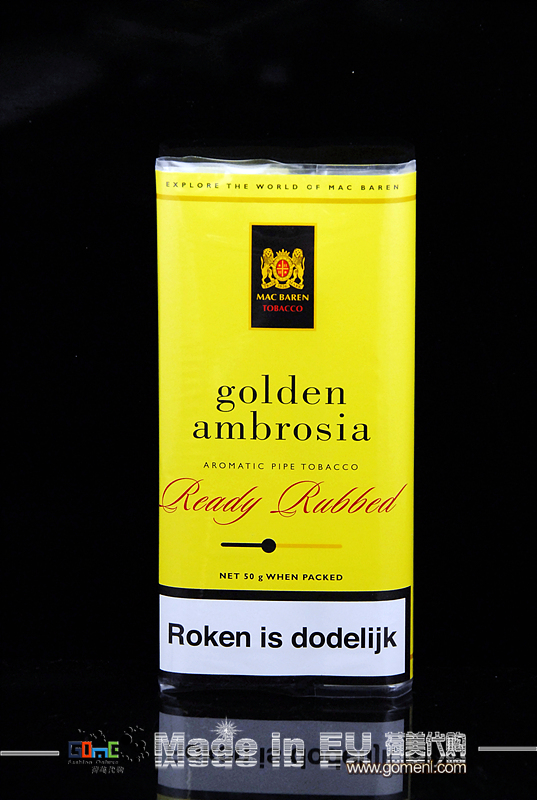 EXPLORE THE WORLD OF MAC BAREN
MAC BAREN
TOBACCO
golden
ambrosia
AROMATIC PIPE TOBACCO
Ready Rubbed
NET 50 g WHEN PACKED
Roken is dodelijk
Made in EU
www.gomenl.com